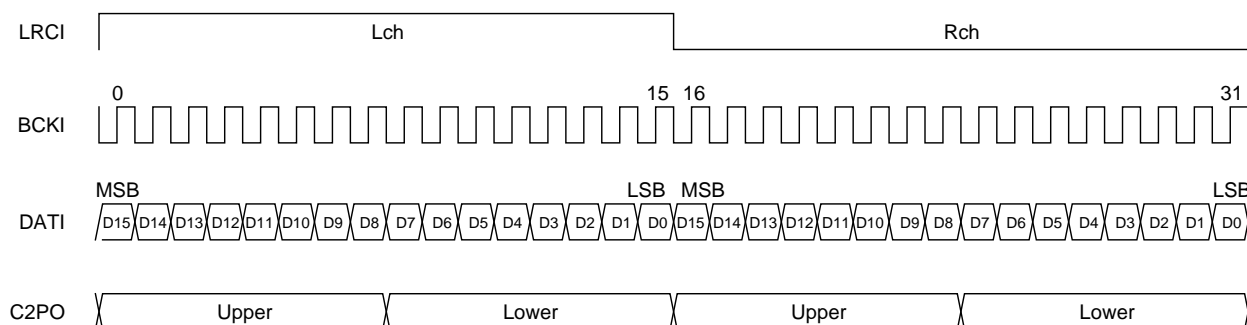 LRCI Lch Rch
0 15 16 31
BCKI
MSB LSB MSB LSB
DATI D15 D14 D13 D12 D11 D10 D9 D8 D7 D6 D5 D4 D3 D2 D1 D0 D15 D14 D13 D12 D11 D10 D9 D8 D7 D6 D5 D4 D3 D2 D1 D0
C2PO Upper Lower Upper Lower